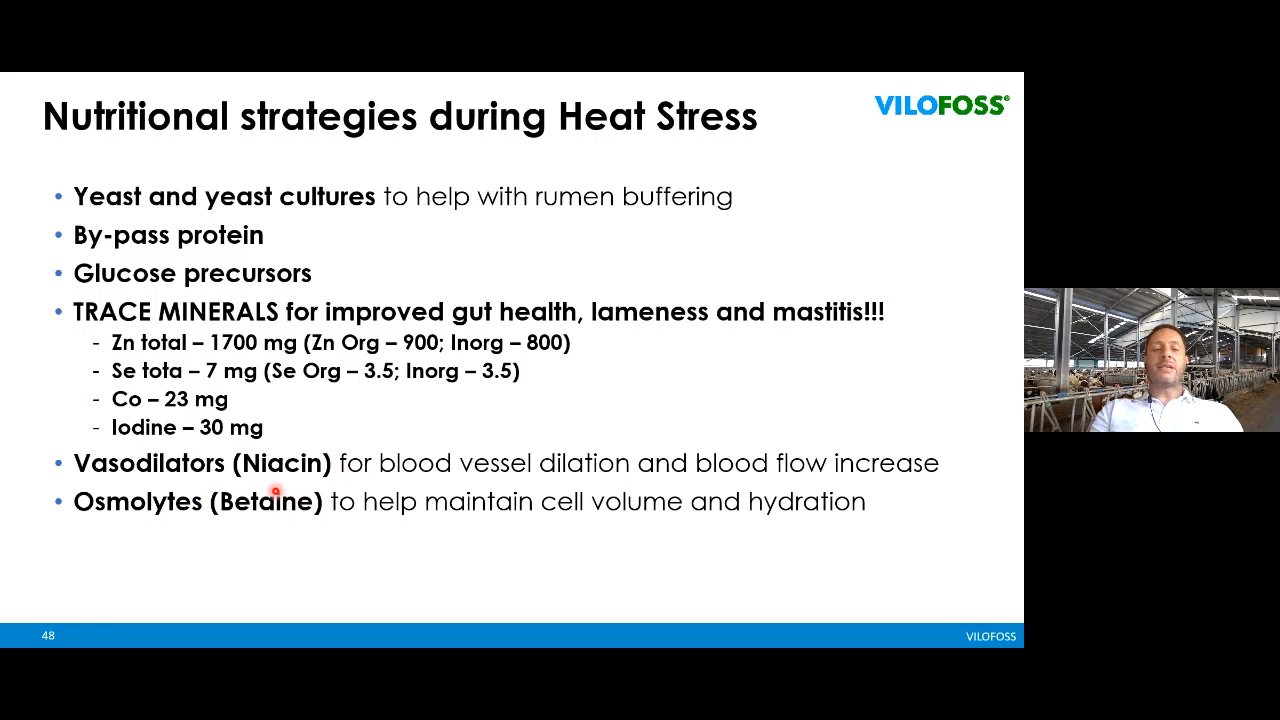 Nutritional strategies during Heat Stress
VILOFOSS®
• Yeast and yeast cultures to help with rumen buffering
• By-pass protein
• Glucose precursors
• TRACE MINERALS for improved gut health, lameness and mastitis!!!
- Zn total – 1700 mg (Zn Org – 900; Inorg – 800)
- Se tota – 7 mg (Se Org – 3.5; Inorg – 3.5)
- Co – 23 mg
- Iodine – 30 mg
• Vasodilators (Niacin) for blood vessel dilation and blood flow increase
• Osmolytes (Betaine) to help maintain cell volume and hydration
48
VILOFOSS